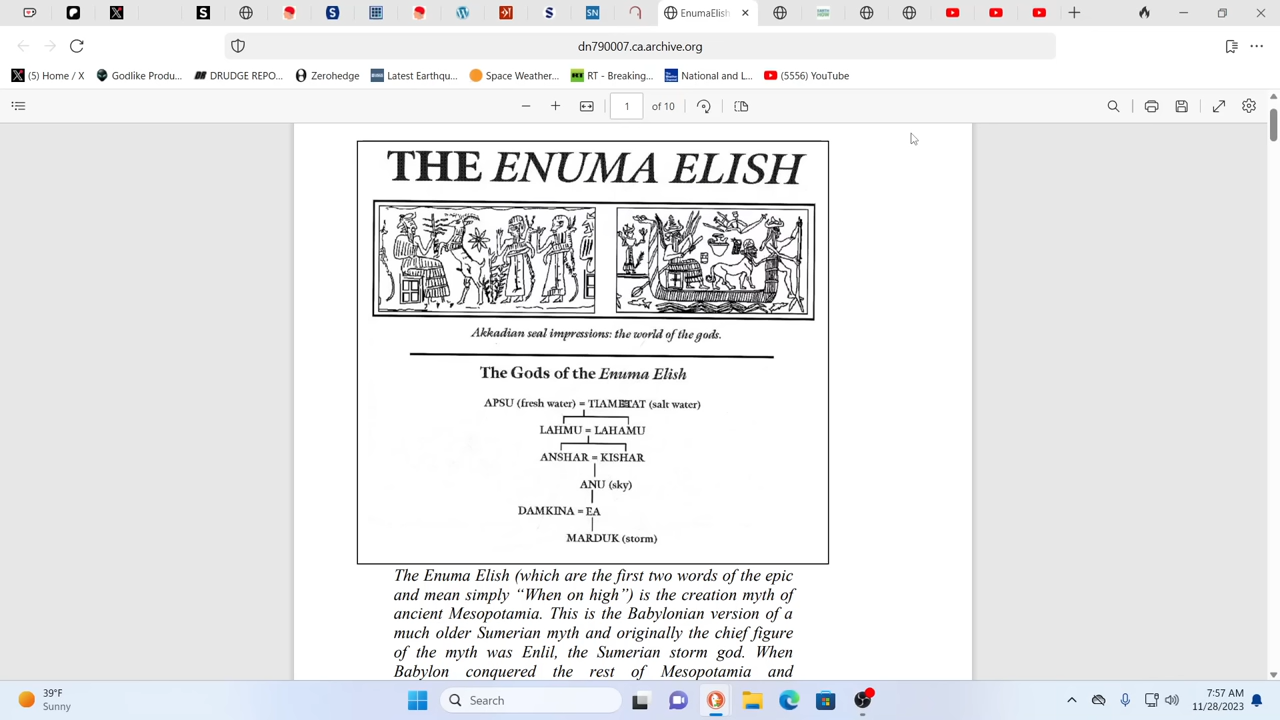 EnumaElish
dn790007.ca.archive.org
(5) Home / X
Godlike Produ...
DRUDGE REPO...
Zerohedge
Latest Earthqu...
Space Weather...
RT - Breaking...
National and L...
(5556) YouTube
1 of 10
THE ENUMA ELISH
Akkadian seal impressions: the world of the gods.
The Gods of the Enuma Elish
APSU (fresh water) = (salt water)
LAHMU = LAHAMU
ANSHAR = KISHAR
ANU (sky)
DAMKINA = EA
MARDUK (storm)
The Enuma Elish (which are the first two words of the epic
and mean simply “When on high”) is the creation myth of
ancient Mesopotamia. This is the Babylonian version of a
much older Sumerian myth and originally the chief figure
of the myth was Enlil, the Sumerian storm god. When
Babylon conquered the rest of Mesopotamia and
39°F
Sunny
Search
7:57 AM
11/28/2023